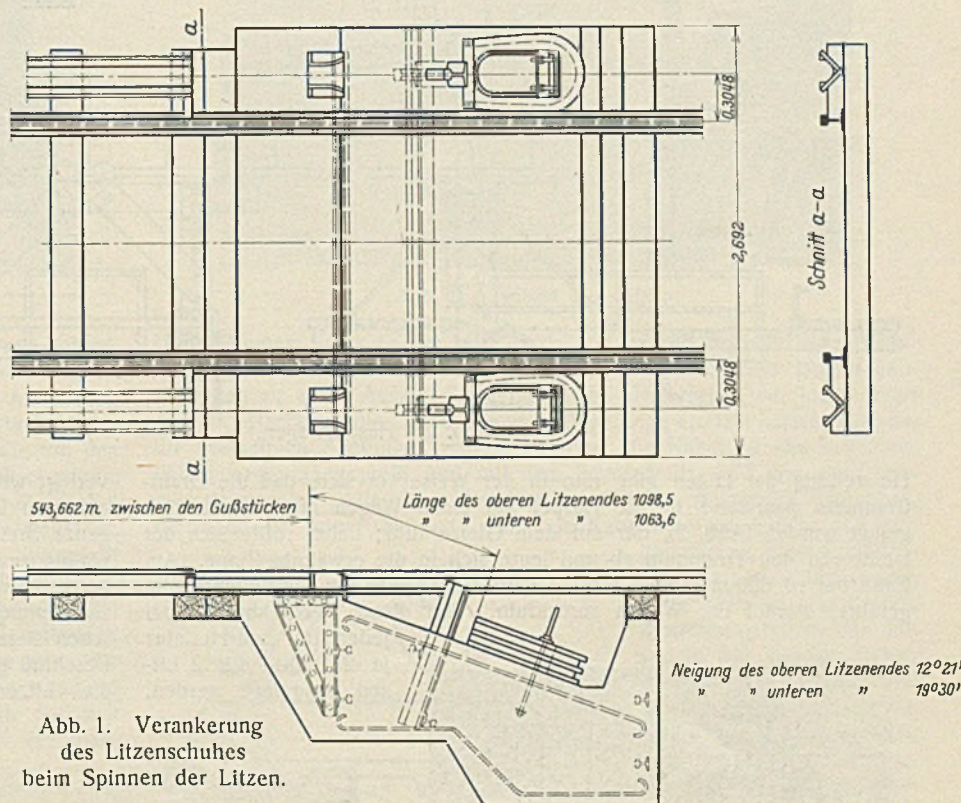 a
0,3048
2,692
Schnitt a-a
0,3048
a
543,662 m. zwischen den Gußstücken
Länge des oberen Litzenendes 1098,5
" " unteren " 1063,6
Neigung des oberen Litzenendes 12°21'
" " unteren " 19°30'
Abb. 1. Verankerung
des Litzenschuhes
beim Spinnen der Litzen.